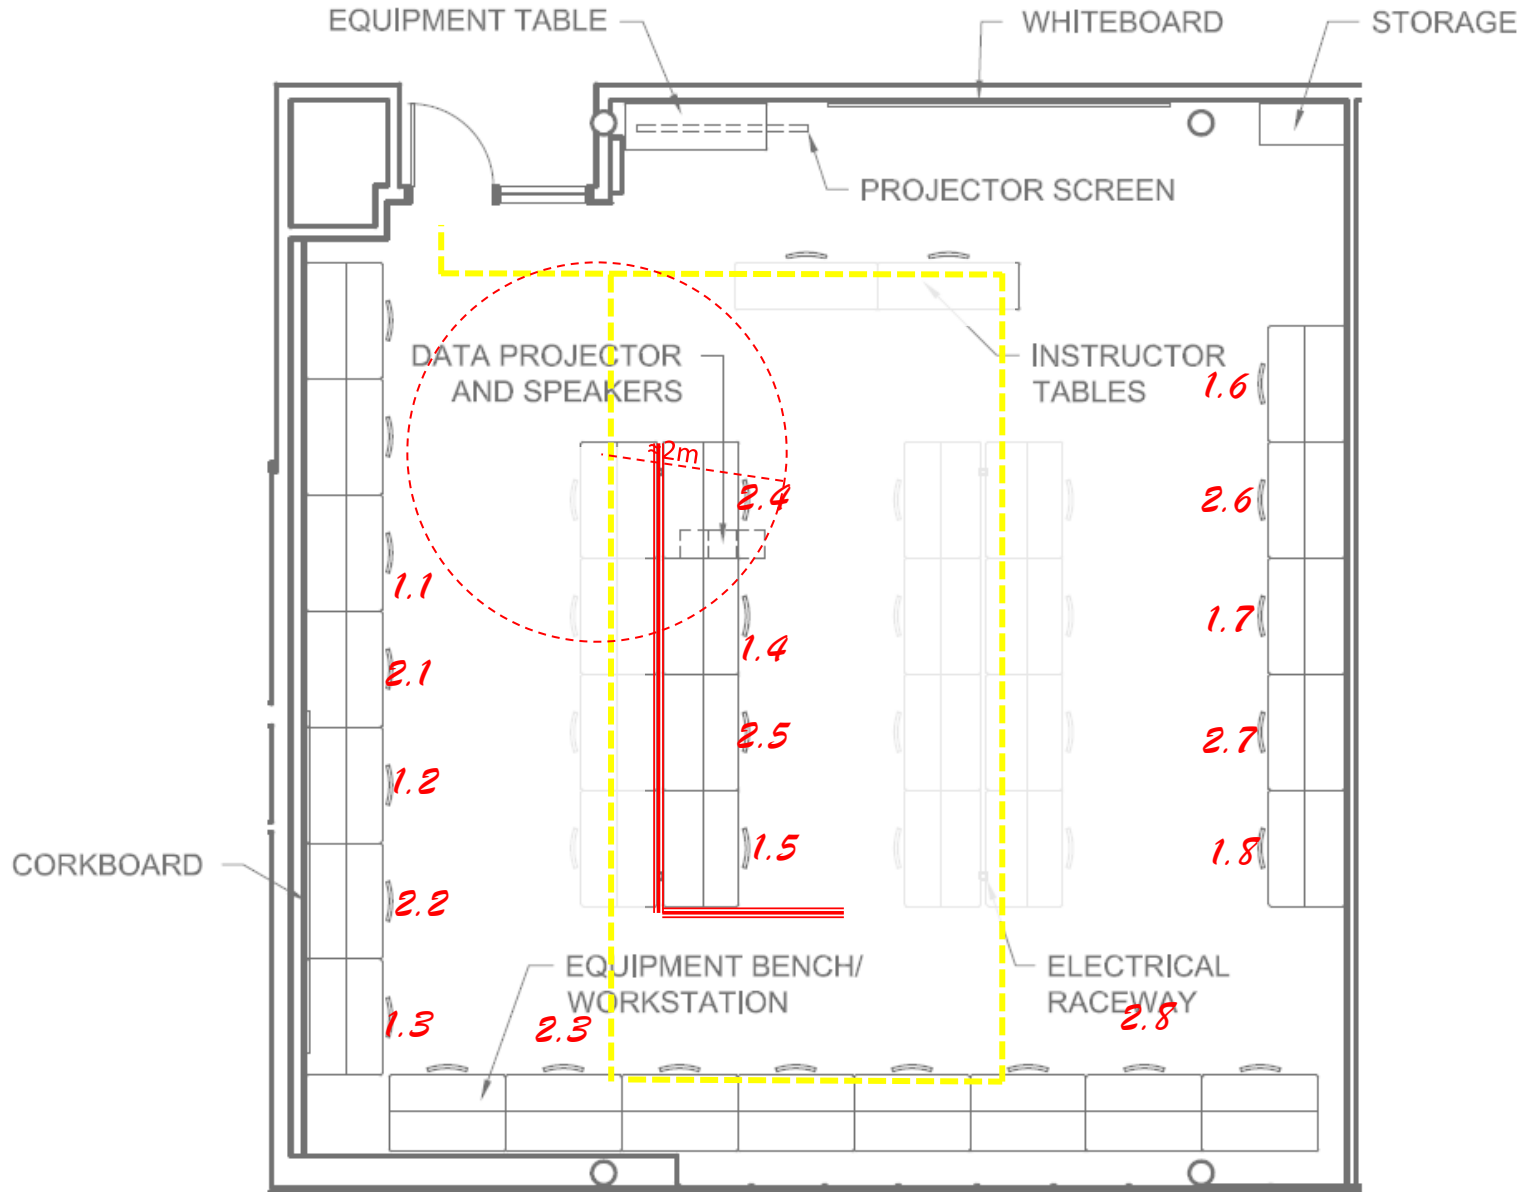 EQUIPMENT TABLE
WHITEBOARD
STORAGE
PROJECTOR SCREEN
DATA PROJECTOR
AND SPEAKERS
INSTRUCTOR
TABLES
1.6
~2m
2.4
2.6
1.1
1.7
1.4
2.1
2.5
2.7
1.2
1.5
1.8
CORKBOARD
2.2
EQUIPMENT BENCH/
WORKSTATION
ELECTRICAL
RACEWAY
1.3
2.3
2.8